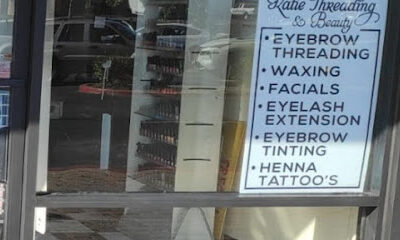 Katie Threading
& Beauty
• EYEBROW
THREADING
• WAXING
• FACIALS
• EYELASH
EXTENSION
• EYEBROW
TINTING
• HENNA
TATTOO'S